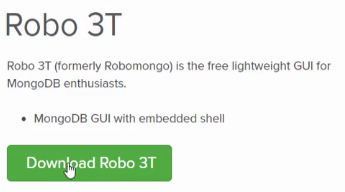 Robo 3T
Robo 3T (formerly Robomongo) is the free lightweight GUI for
MongoDB enthusiasts.
• MongoDB GUI with embedded shell
Download Robo 3T